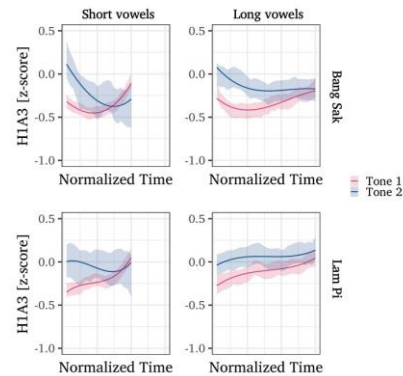 Short vowels Long vowels
0.5
0.0
-0.5
-1.0
H1A3 [z-score]
Normalized Time Normalized Time
Bang Sak
Tone 1
Tone 2
0.5
0.0
-0.5
-1.0
H1A3 [z-score]
Normalized Time Normalized Time
Lam Pi